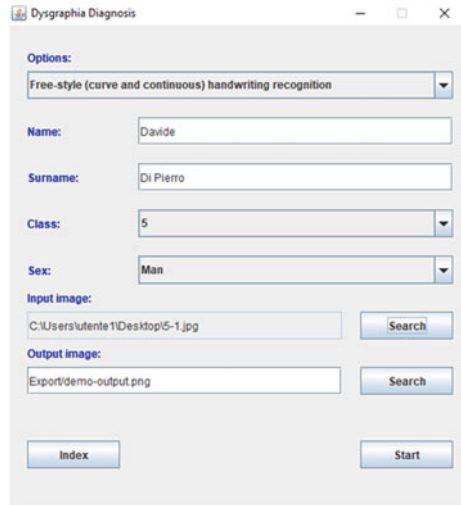 Dysgraphia Diagnosis
Options:
Free-style (curve and continuous) handwriting recognition
Name: Davide
Surname: Di Pierro
Class: 5
Sex: Man
Input image:
C:\Users\utente1\Desktop\5-1.jpg Search
Output image:
Export/demo-output.png Search
Index Start